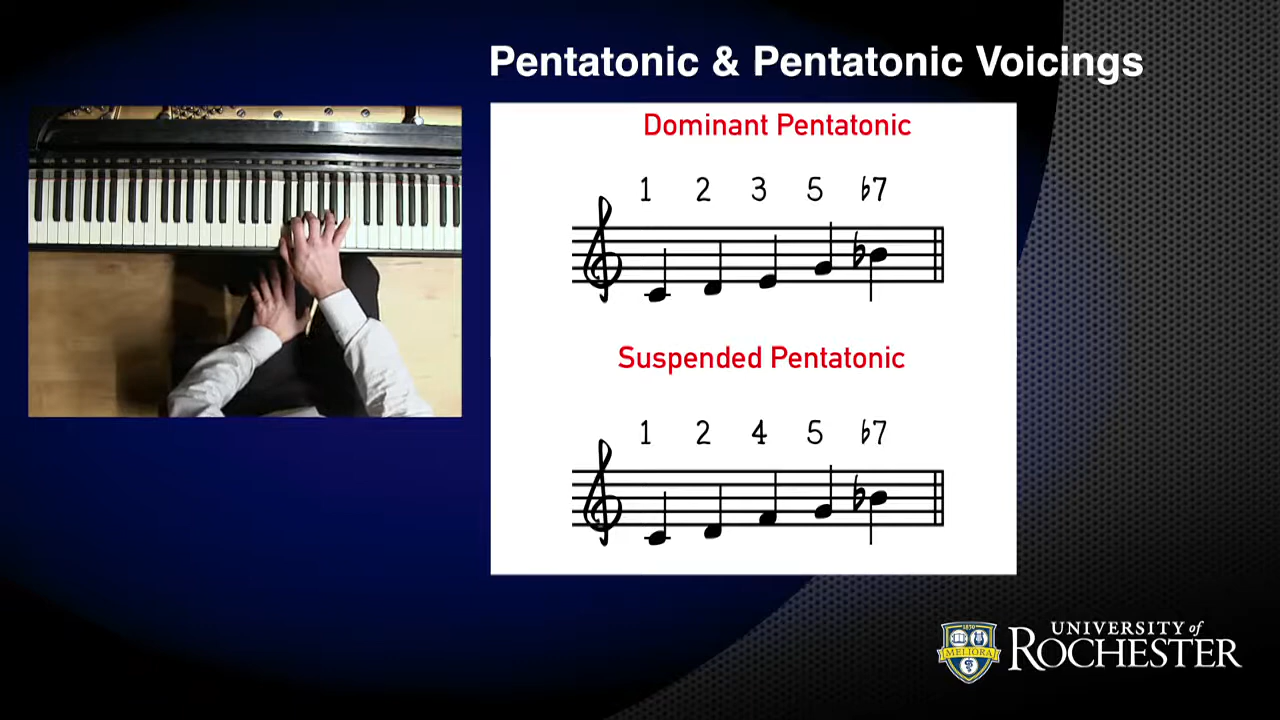 Pentatonic & Pentatonic Voicings
Dominant Pentatonic
1 2 3 5 ♭7
Suspended Pentatonic
1 2 4 5 ♭7
1850
MELIORA
UNIVERSITY of
ROCHESTER